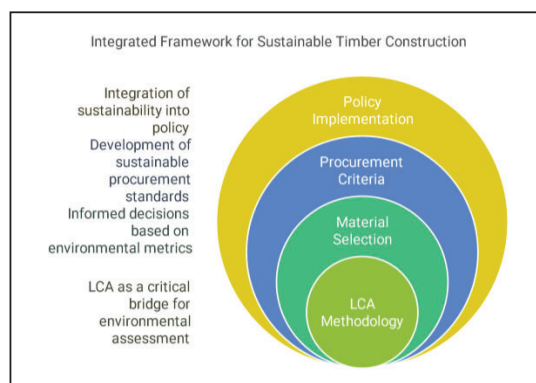 Integrated Framework for Sustainable Timber Construction
Integration of
sustainability into
policy
Development of
sustainable
procurement
standards
Informed decisions
based on
environmental metrics
LCA as a critical
bridge for
environmental
assessment
Policy
Implementation
Procurement
Criteria
Material
Selection
LCA
Methodology